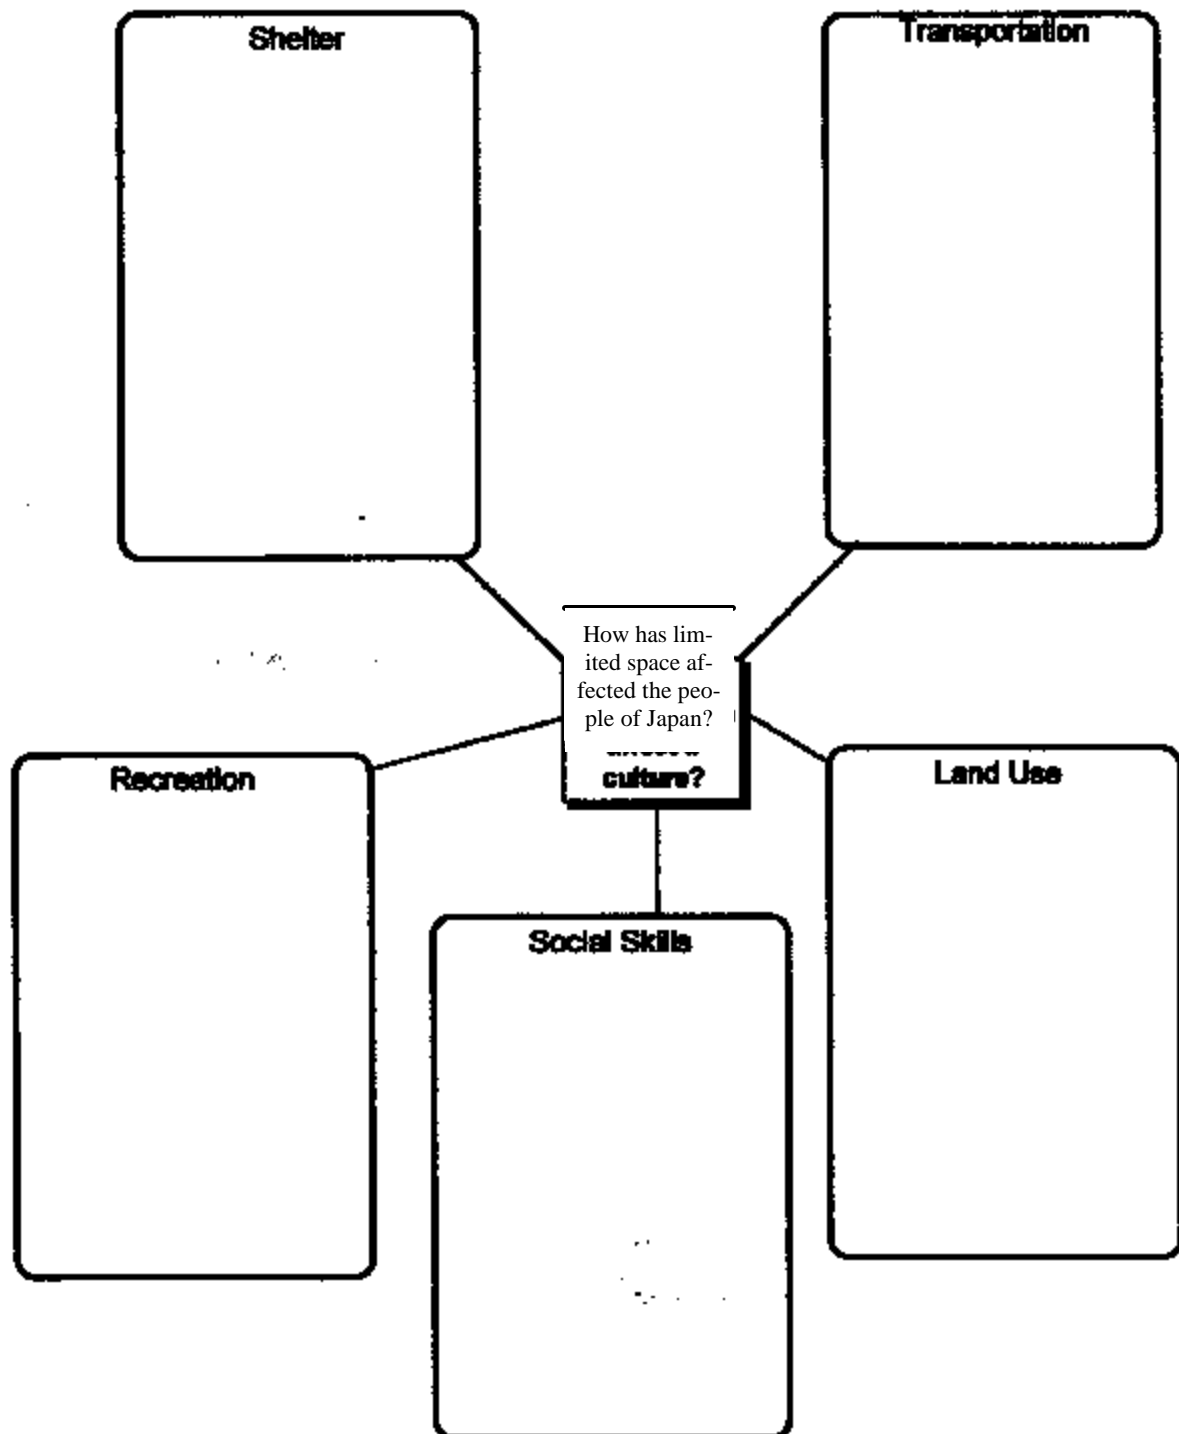 Shelter
Transportation
How has lim-
ited space af-
fected the peo-
ple of Japan?
culture?
Recreation
Land Use
Social Skills